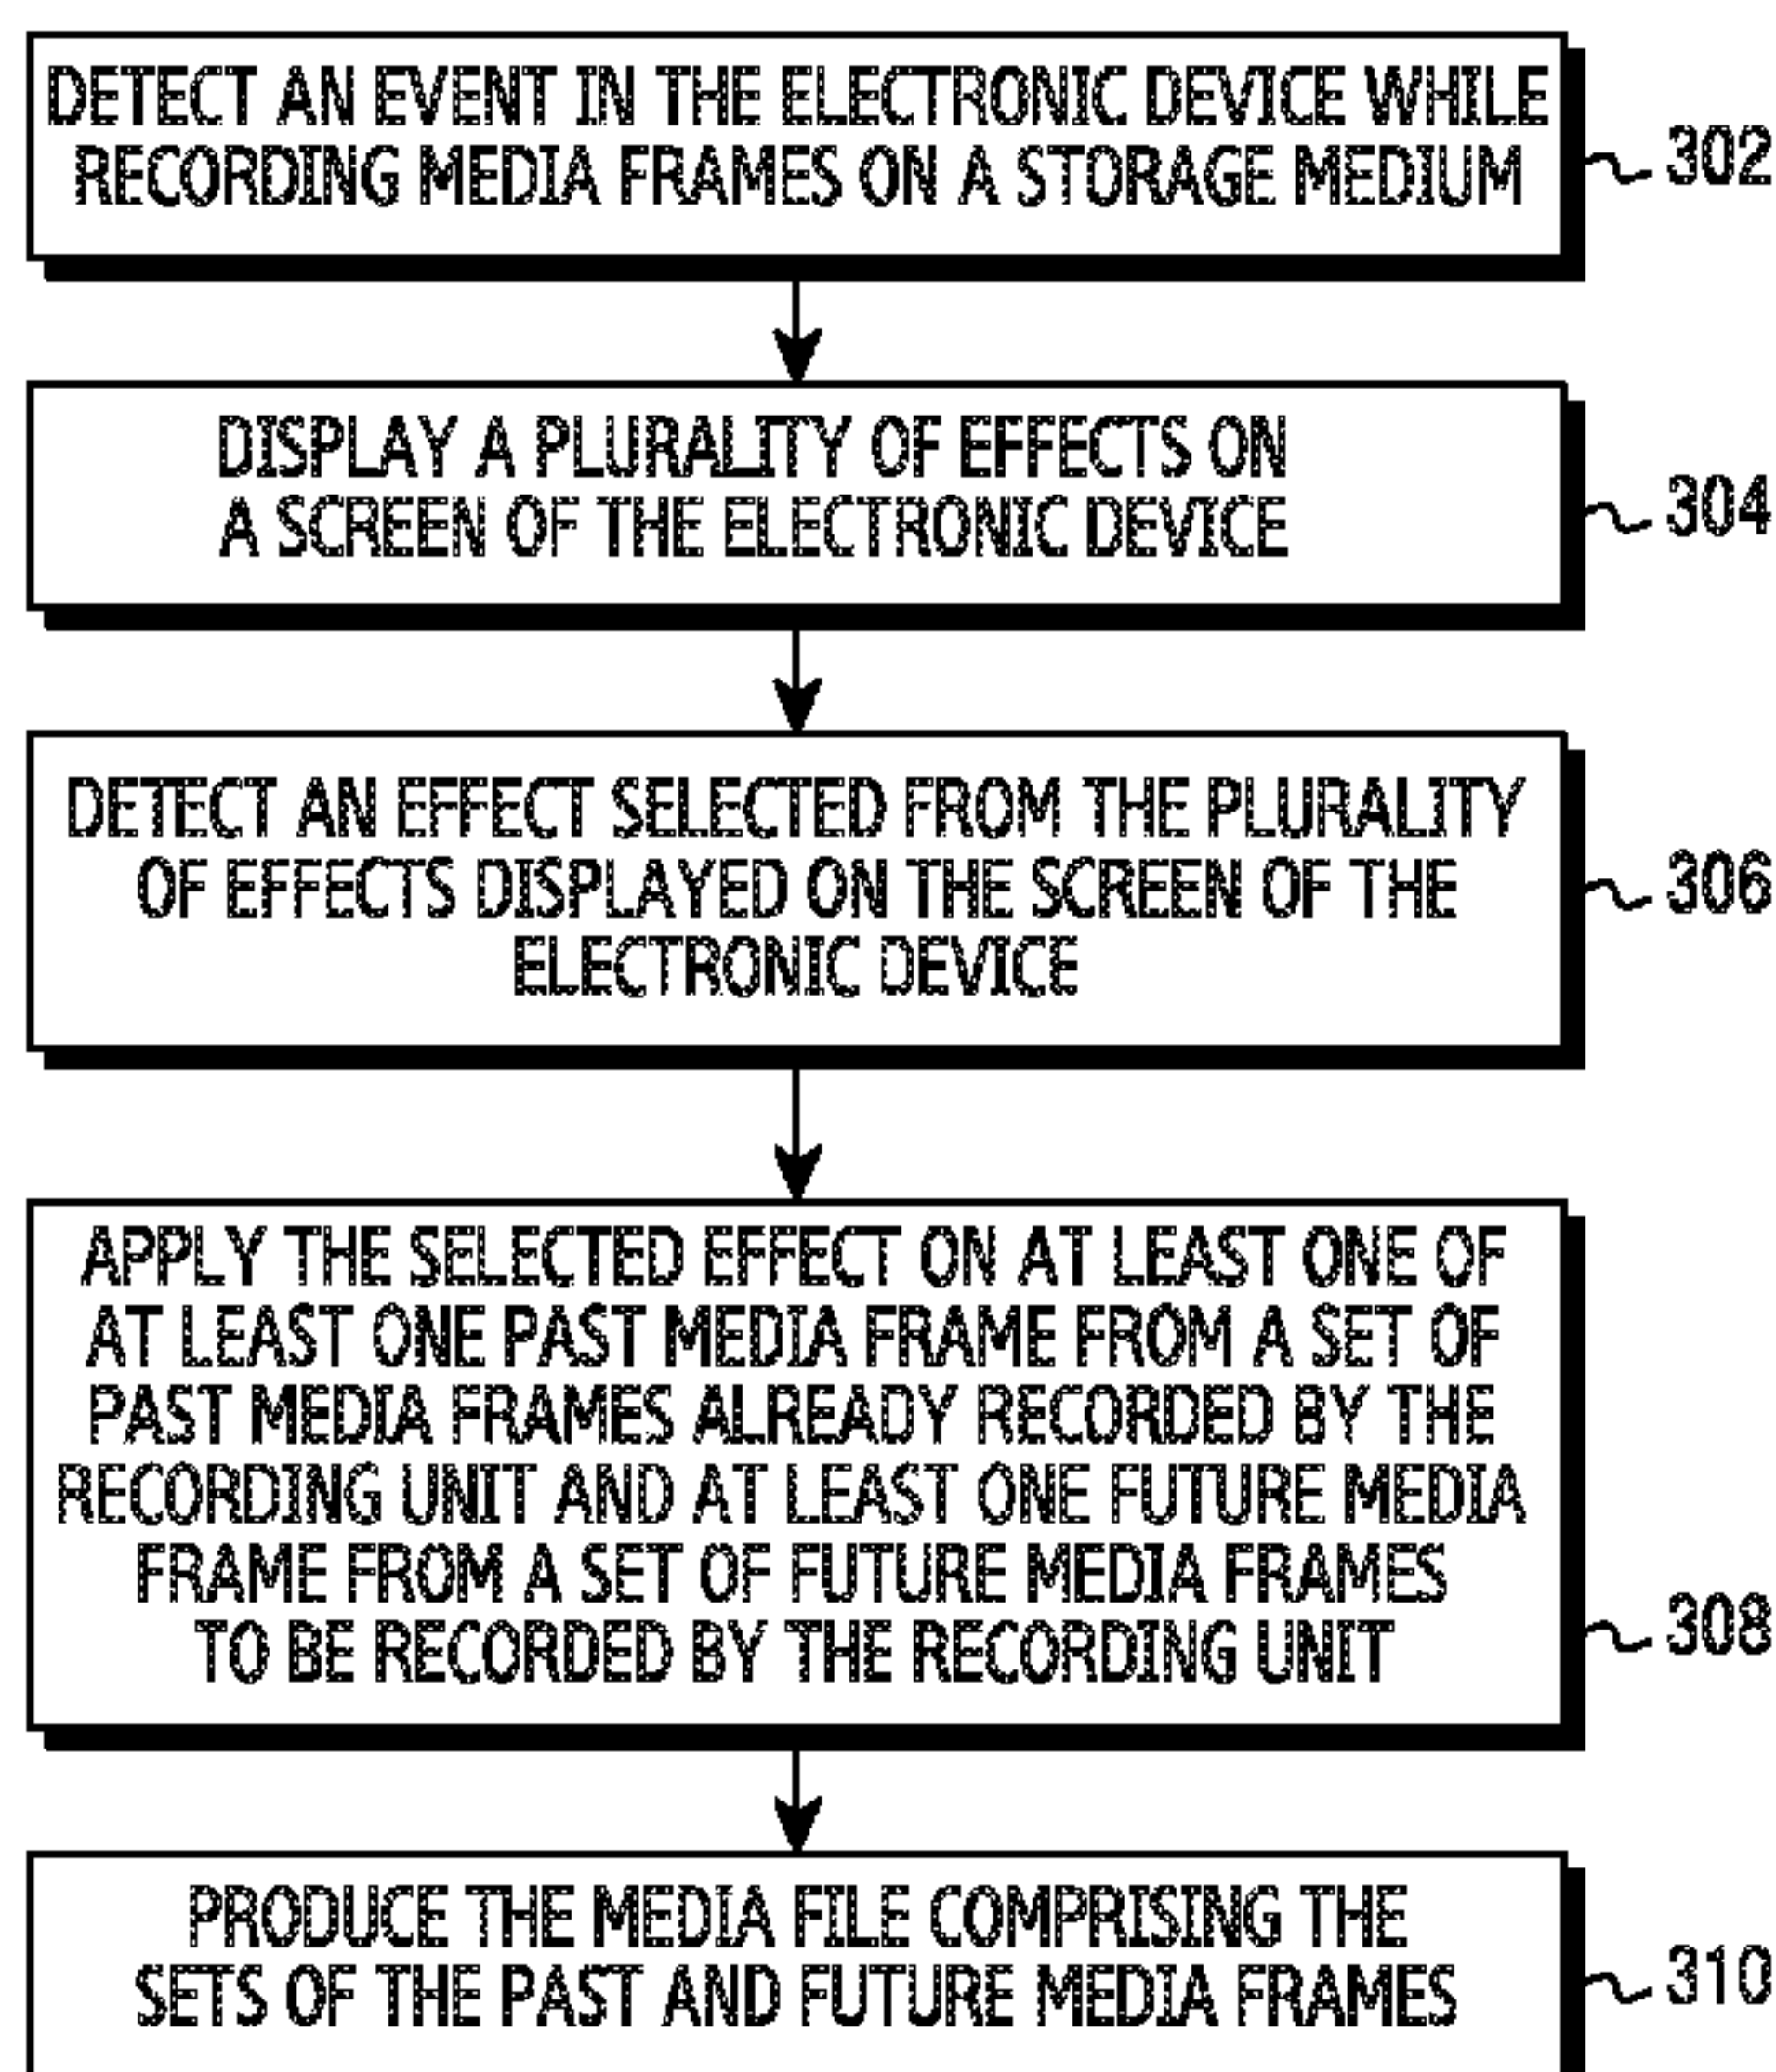 DETECT AN EVENT IN THE ELECTRONIC DEVICE WHILE
RECORDING MEDIA FRAMES ON A STORAGE MEDIUM
302
DISPLAY A PLURALITY OF EFFECTS ON
A SCREEN OF THE ELECTRONIC DEVICE
304
DETECT AN EFFECT SELECTED FROM THE PLURALITY
OF EFFECTS DISPLAYED ON THE SCREEN OF THE
ELECTRONIC DEVICE
306
APPLY THE SELECTED EFFECT ON AT LEAST ONE OF
AT LEAST ONE PAST MEDIA FRAME FROM A SET OF
PAST MEDIA FRAMES ALREADY RECORDED BY THE
RECORDING UNIT AND AT LEAST ONE FUTURE MEDIA
FRAME FROM A SET OF FUTURE MEDIA FRAMES
TO BE RECORDED BY THE RECORDING UNIT
308
PRODUCE THE MEDIA FILE COMPRISING THE
SETS OF THE PAST AND FUTURE MEDIA FRAMES
310